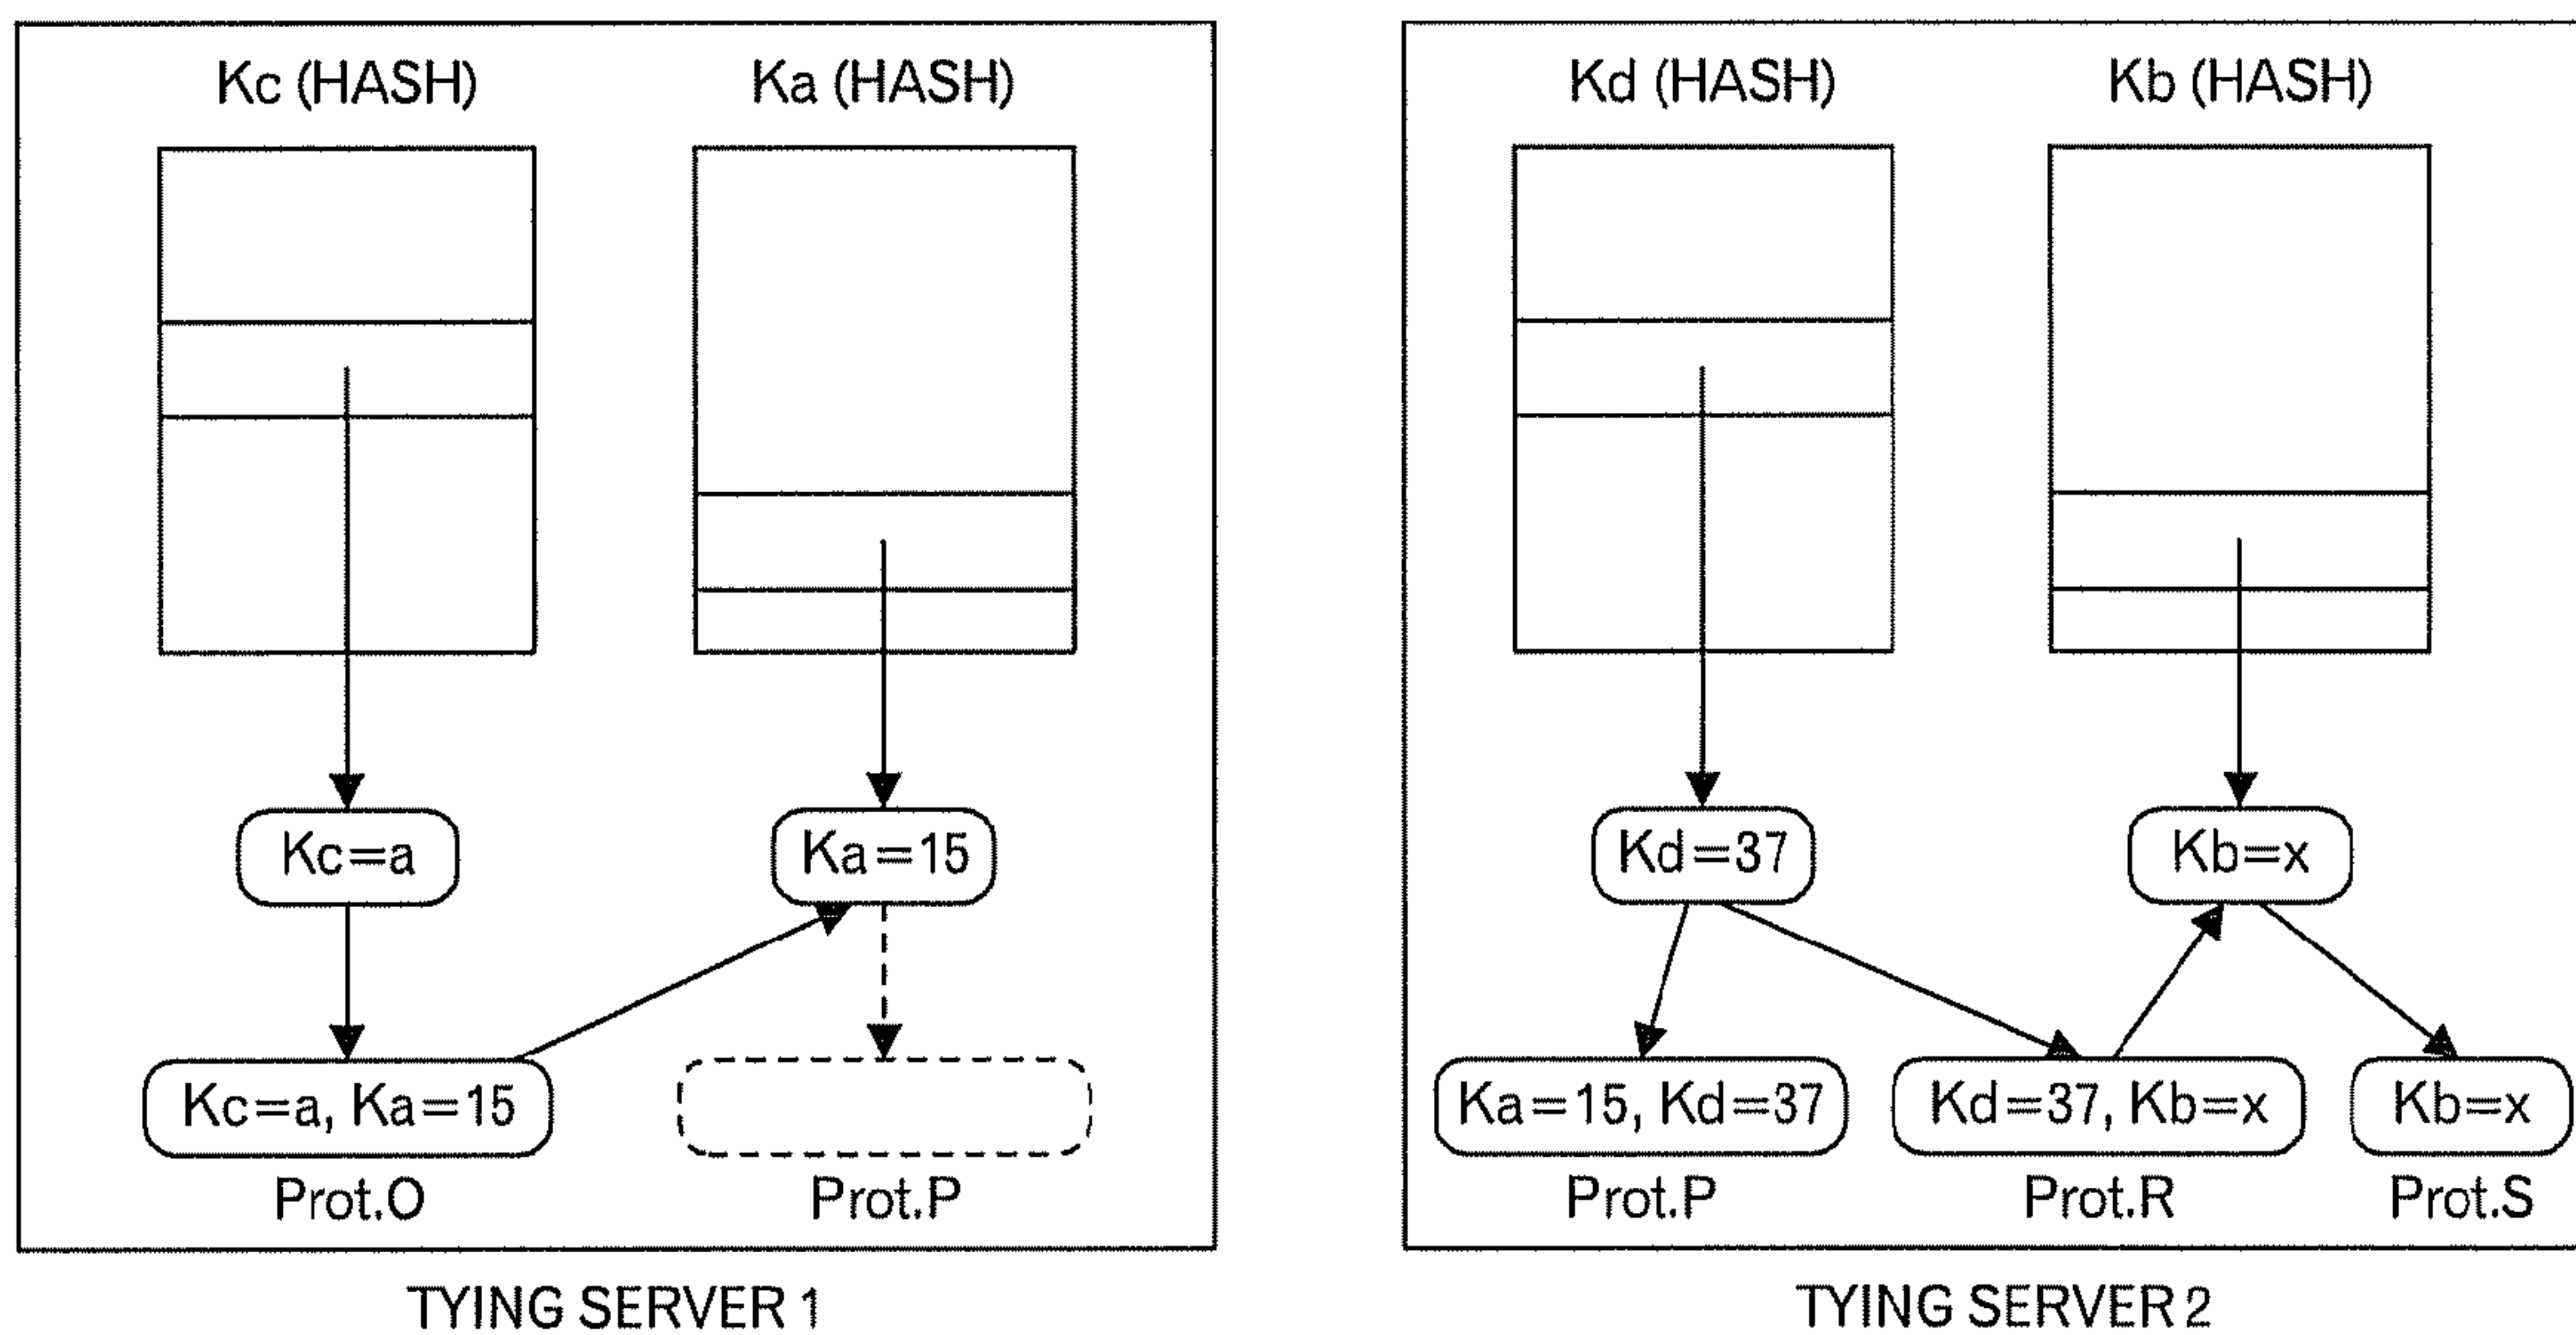 Kc (HASH) Ka (HASH) Kd (HASH) Kb (HASH)
Kc=a Ka=15 Kd=37 Kb=x
Kc=a, Ka=15 Ka=15, Kd=37 Kd=37, Kb=x Kb=x
Prot.O Prot.P Prot.P Prot.R Prot.S
TYING SERVER 1 TYING SERVER 2